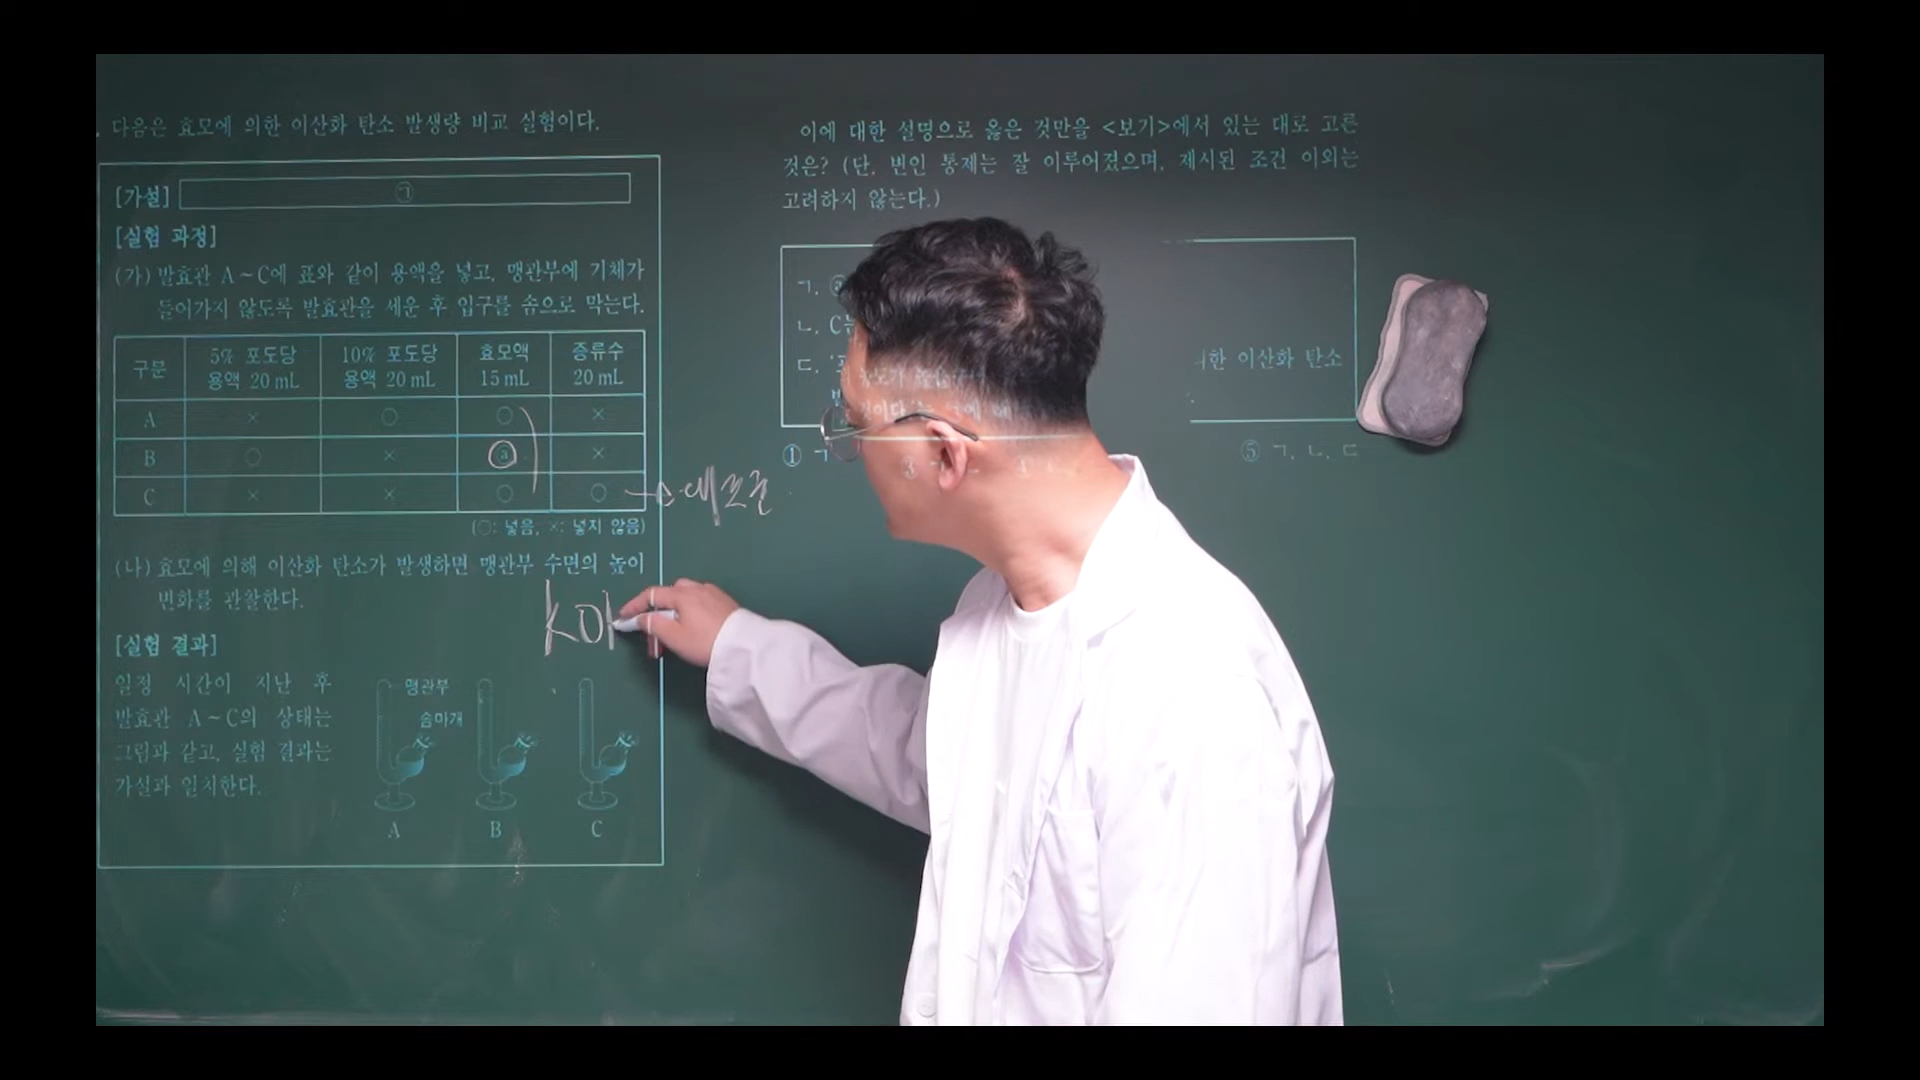 다음은 효모에 의한 이산화 탄소 발생량 비교 실험이다.
[가설] ㉠
[실험 과정]
(가) 발효관 A~C에 표와 같이 용액을 넣고, 맹관부에 기체가
들어가지 않도록 발효관을 세운 후 입구를 솜으로 막는다.
구분 5% 포도당 용액 20 mL 10% 포도당 용액 20 mL 효모액 15 mL 증류수 20 mL
A × ○ ○ ×
B ○ × ⓐ ×
C × × ○ ○
대조군
(○: 넣음, ×: 넣지 않음)
(나) 효모에 의해 이산화 탄소가 발생하면 맹관부 수면의 높이
변화를 관찰한다.
KOH
[실험 결과]
일정 시간이 지난 후
발효관 A~C의 상태는
그림과 같고, 실험 결과는
가설과 일치한다.
맹관부
솜마개
A B C
이에 대한 설명으로 옳은 것만을 <보기>에서 있는 대로 고른
것은? (단, 변인 통제는 잘 이루어졌으며, 제시된 조건 이외는
고려하지 않는다.)
ㄱ.
ㄴ. C는
ㄷ. 이산화 탄소
① ㄱ ⑤ ㄱ, ㄴ, ㄷ